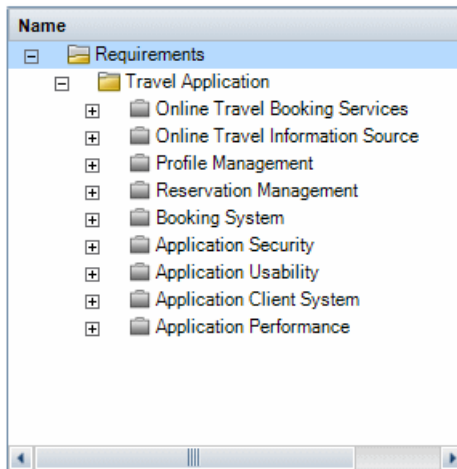 Name
Requirements
Travel Application
Online Travel Booking Services
Online Travel Information Source
Profile Management
Reservation Management
Booking System
Application Security
Application Usability
Application Client System
Application Performance